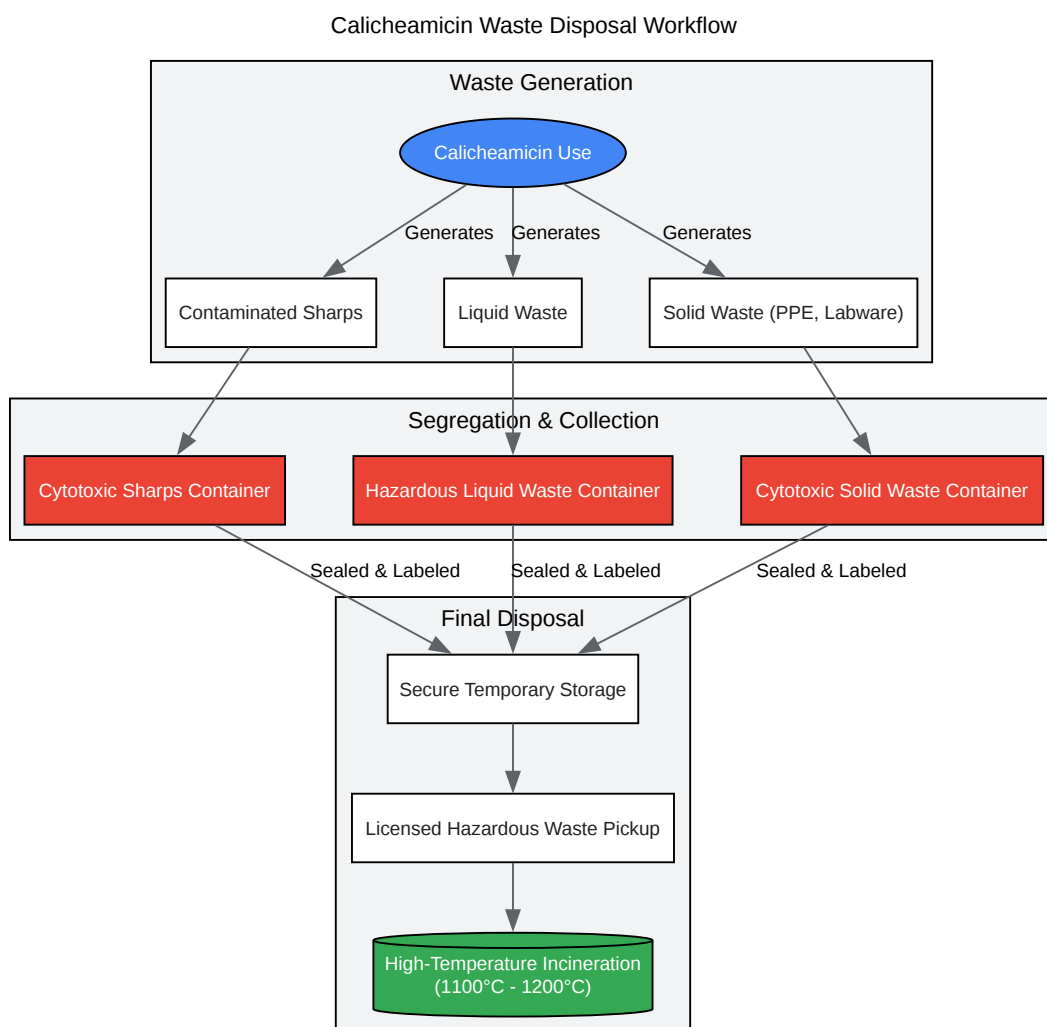 Calicheamicin Waste Disposal Workflow
Waste Generation
Calicheamicin Use
Generates
Generates
Generates
Contaminated Sharps
Liquid Waste
Solid Waste (PPE, Labware)
Segregation & Collection
Cytotoxic Sharps Container
Hazardous Liquid Waste Container
Cytotoxic Solid Waste Container
Sealed & Labeled
Sealed & Labeled
Sealed & Labeled
Final Disposal
Secure Temporary Storage
Licensed Hazardous Waste Pickup
High-Temperature Incineration
(1100°C - 1200°C)